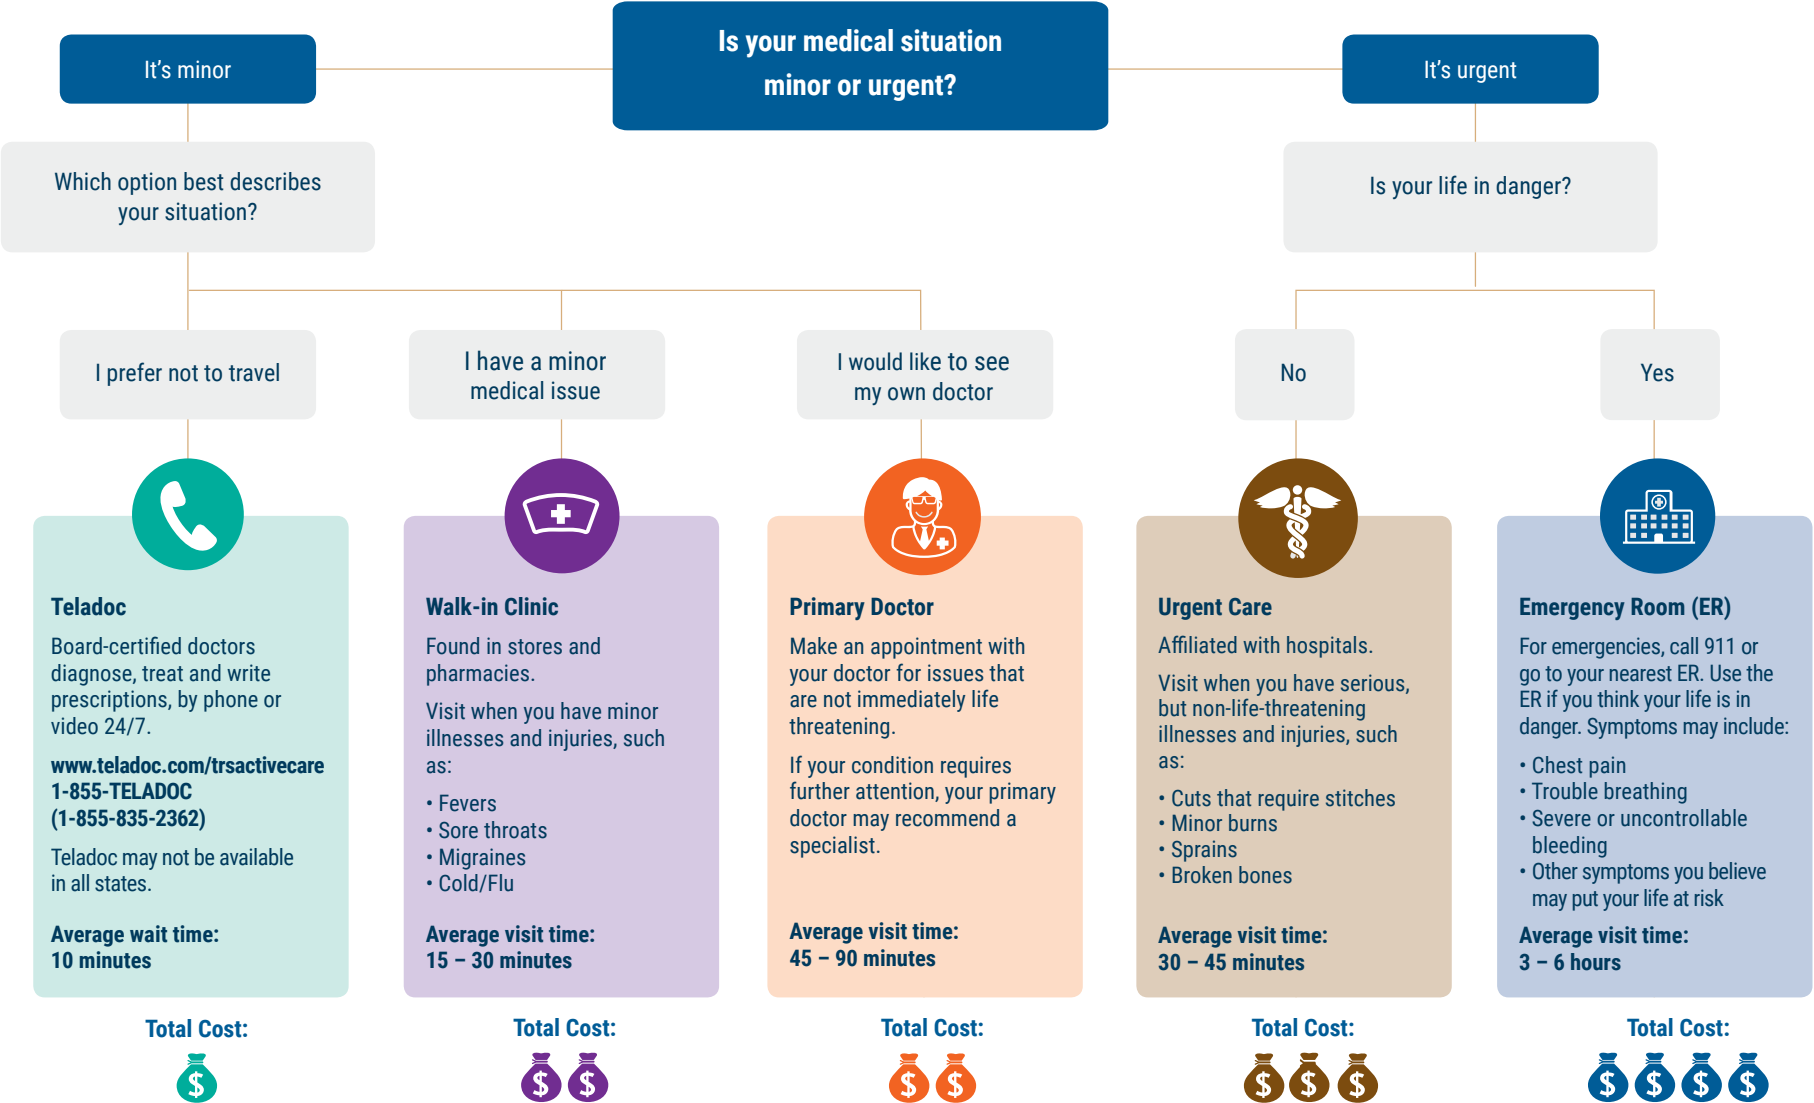 Is your medical situation
minor or urgent?
It's minor
It's urgent
Which option best describes
your situation?
Is your life in danger?
I prefer not to travel
I have a minor
medical issue
I would like to see
my own doctor
No
Yes
Teladoc
Board-certified doctors
diagnose, treat and write
prescriptions, by phone or
video 24/7.
www.teladoc.com/trsactivecare
1-855-TELADOC
(1-855-835-2362)
Teladoc may not be available
in all states.
Average wait time:
10 minutes
Total Cost:
$
Walk-in Clinic
Found in stores and
pharmacies.
Visit when you have minor
illnesses and injuries, such
as:
• Fevers
• Sore throats
• Migraines
• Cold/Flu
Average visit time:
15 – 30 minutes
Total Cost:
$ $
Primary Doctor
Make an appointment with
your doctor for issues that
are not immediately life
threatening.
If your condition requires
further attention, your primary
doctor may recommend a
specialist.
Average visit time:
45 – 90 minutes
Total Cost:
$ $
Urgent Care
Affiliated with hospitals.
Visit when you have serious,
but non-life-threatening
illnesses and injuries, such
as:
• Cuts that require stitches
• Minor burns
• Sprains
• Broken bones
Average visit time:
30 – 45 minutes
Total Cost:
$ $ $
Emergency Room (ER)
For emergencies, call 911 or
go to your nearest ER. Use the
ER if you think your life is in
danger. Symptoms may include:
• Chest pain
• Trouble breathing
• Severe or uncontrollable
bleeding
• Other symptoms you believe
may put your life at risk
Average visit time:
3 – 6 hours
Total Cost:
$ $ $ $